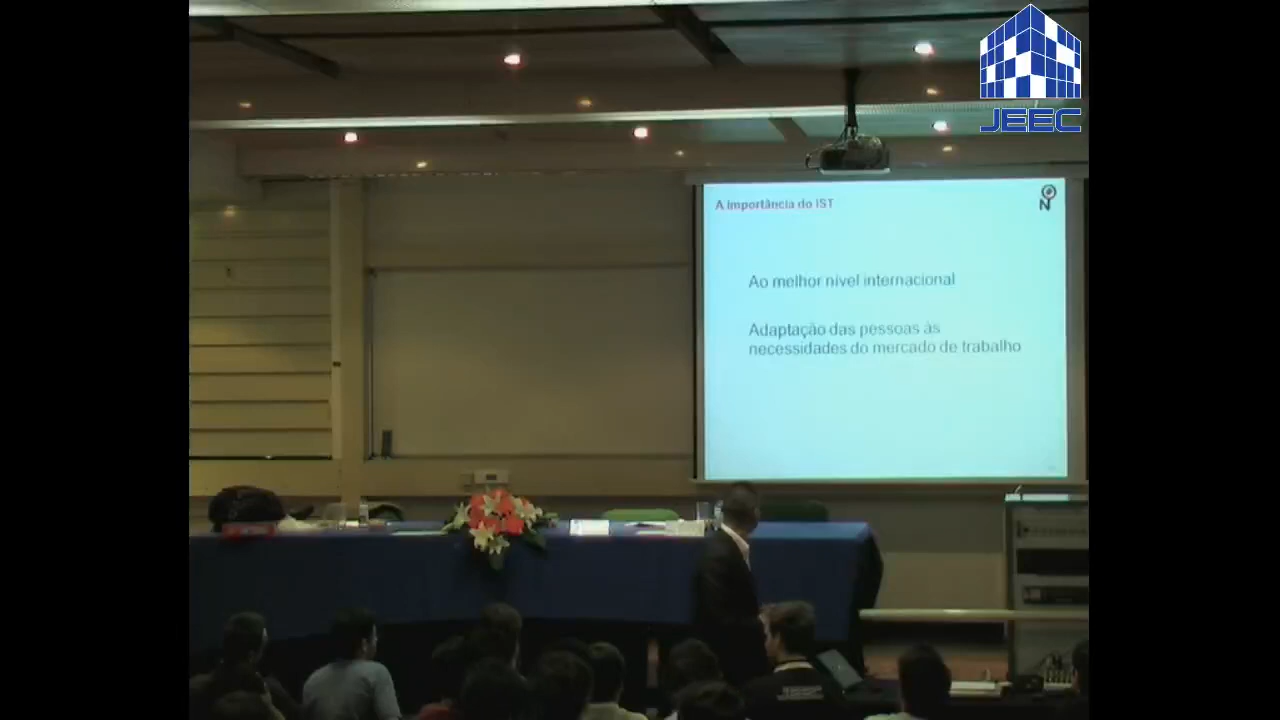 JEEC
A importância do IST
N
Ao melhor nível internacional
Adaptação das pessoas às
necessidades do mercado de trabalho